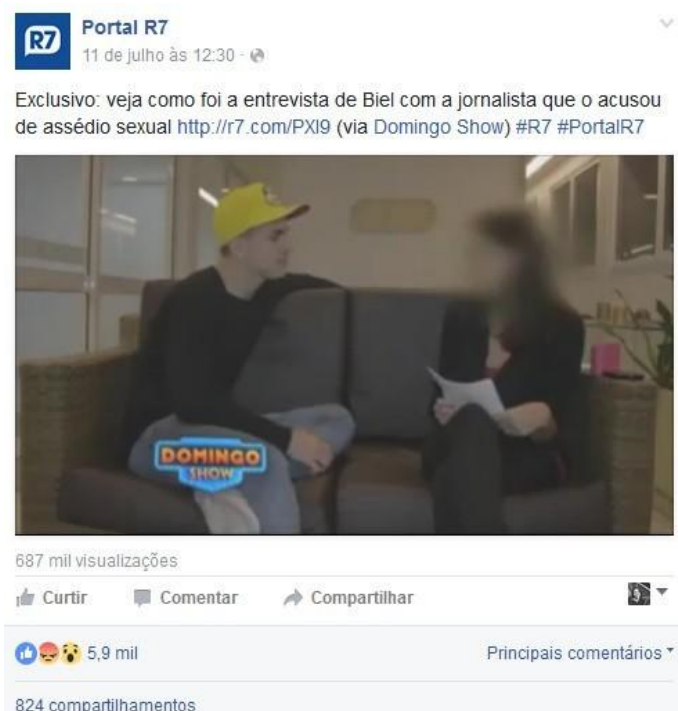 R7
Portal R7
11 de julho às 12:30 ·
Exclusivo: veja como foi a entrevista de Biel com a jornalista que o acusou
de assédio sexual http://r7.com/PXl9 (via Domingo Show) #R7 #PortalR7
DOMINGO
SHOW
687 mil visualizações
Curtir Comentar Compartilhar
5,9 mil Principais comentários
824 compartilhamentos